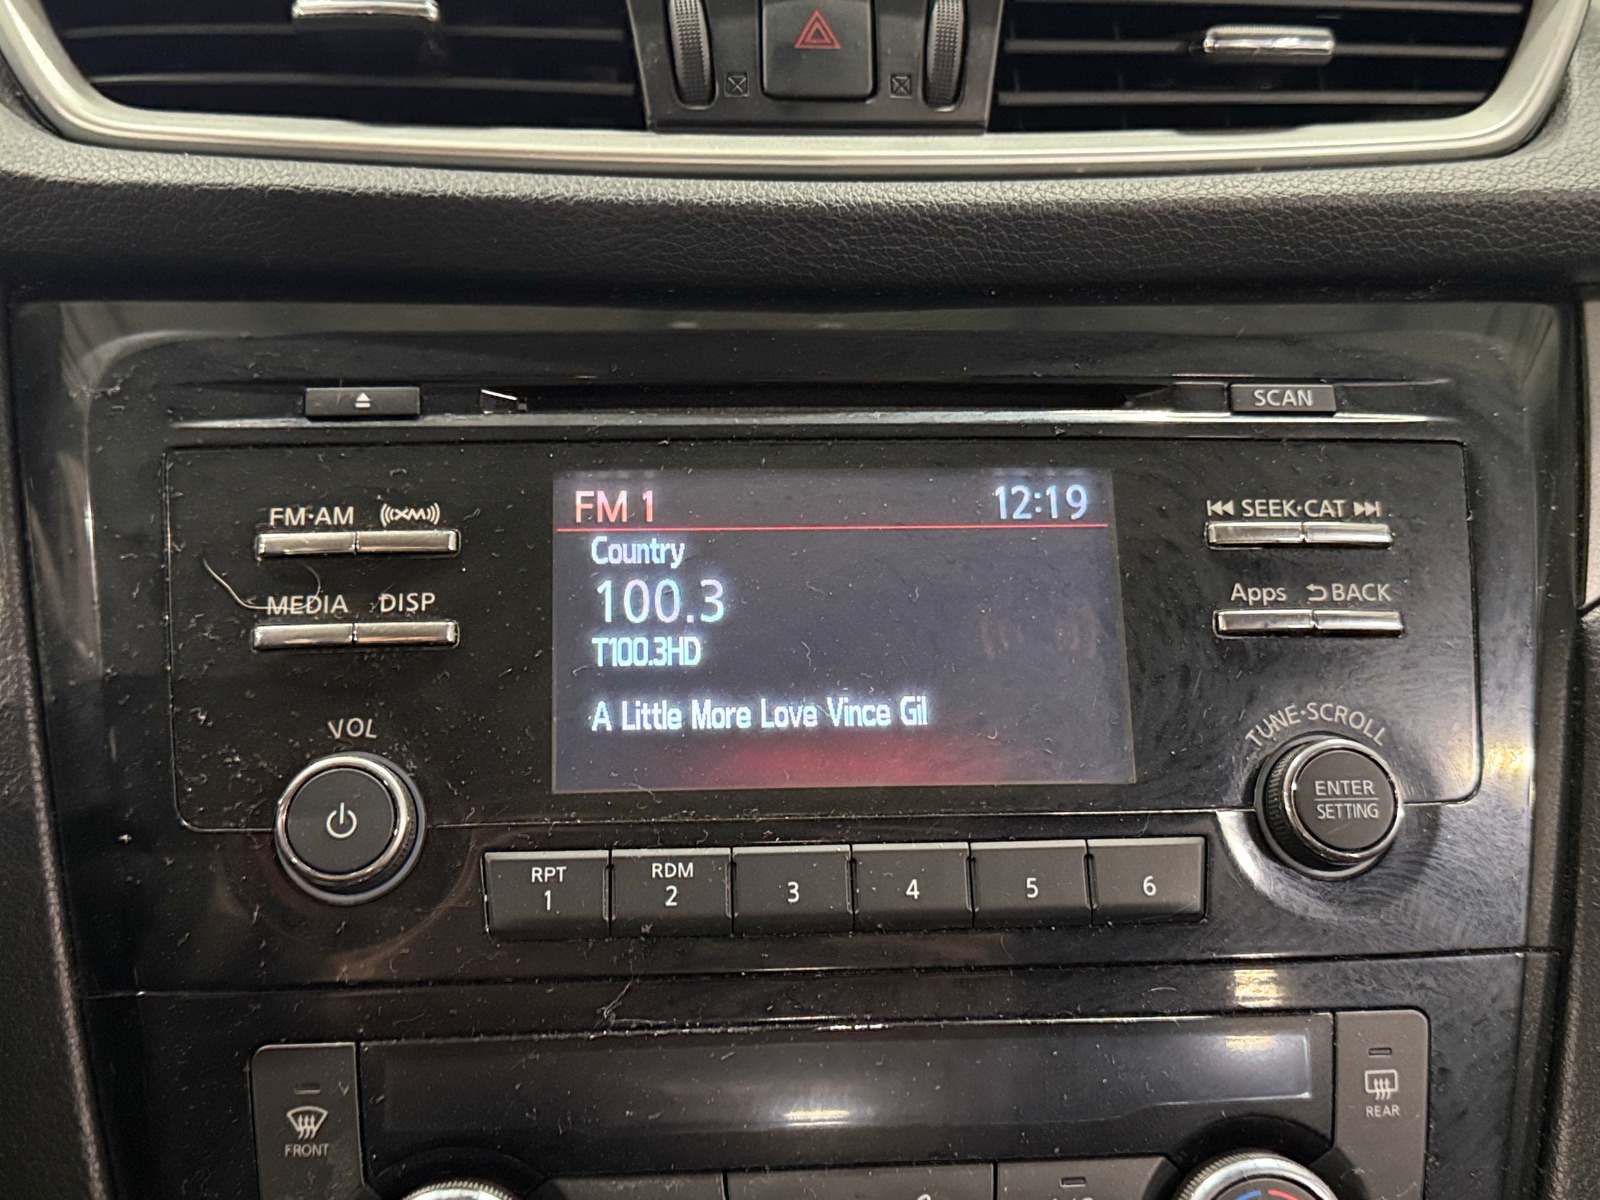 SCAN
FM·AM (((XM)))
MEDIA DISP
VOL
FM 1 12:19
Country
100.3
T100.3HD
A Little More Love Vince Gil
SEEK·CAT
Apps BACK
TUNE·SCROLL
ENTER
SETTING
RPT
1
RDM
2
3
4
5
6
FRONT
REAR